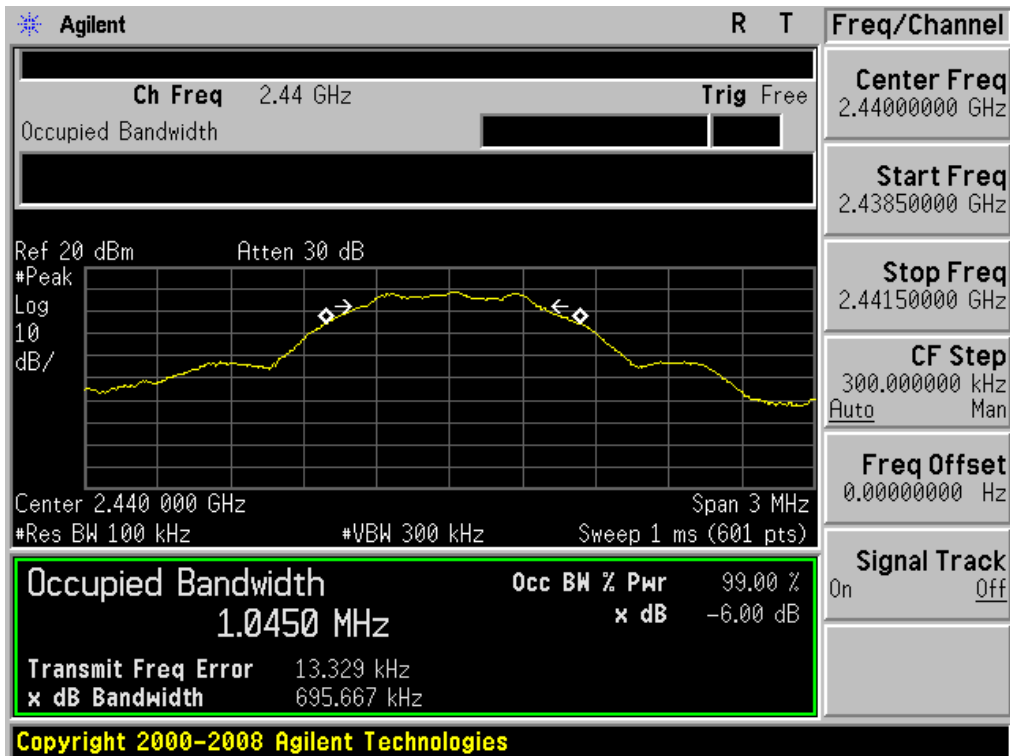 Agilent R T
Ch Freq 2.44 GHz Trig Free
Occupied Bandwidth
Ref 20 dBm Atten 30 dB
#Peak
Log
10
dB/
Center 2.440 000 GHz Span 3 MHz
#Res BW 100 kHz #VBW 300 kHz Sweep 1 ms (601 pts)
Occupied Bandwidth
1.0450 MHz
Occ BW % Pwr 99.00 %
x dB -6.00 dB
Transmit Freq Error 13.329 kHz
x dB Bandwidth 695.667 kHz
Copyright 2000-2008 Agilent Technologies
Freq/Channel
Center Freq
2.44000000 GHz
Start Freq
2.43850000 GHz
Stop Freq
2.44150000 GHz
CF Step
300.000000 kHz
Auto Man
Freq Offset
0.00000000 Hz
Signal Track
On Off